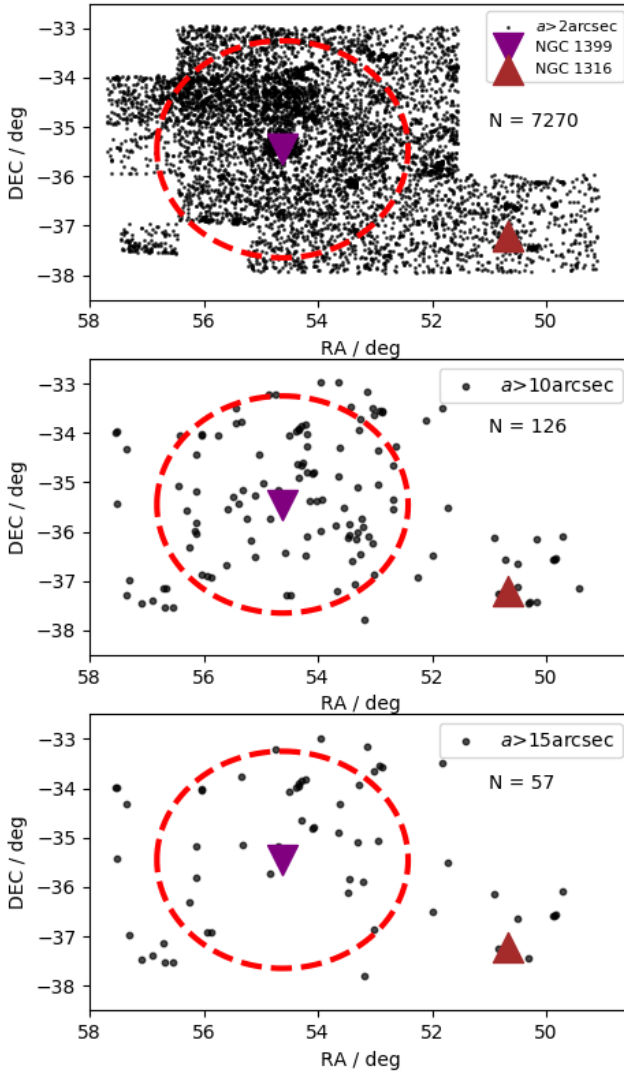 −33
−34
−35
−36
−37
−38
DEC / deg
a>2arcsec
NGC 1399
NGC 1316
N = 7270
58 56 54 52 50
RA / deg
−33
−34
−35
−36
−37
−38
DEC / deg
a>10arcsec
N = 126
58 56 54 52 50
RA / deg
−33
−34
−35
−36
−37
−38
DEC / deg
a>15arcsec
N = 57
58 56 54 52 50
RA / deg